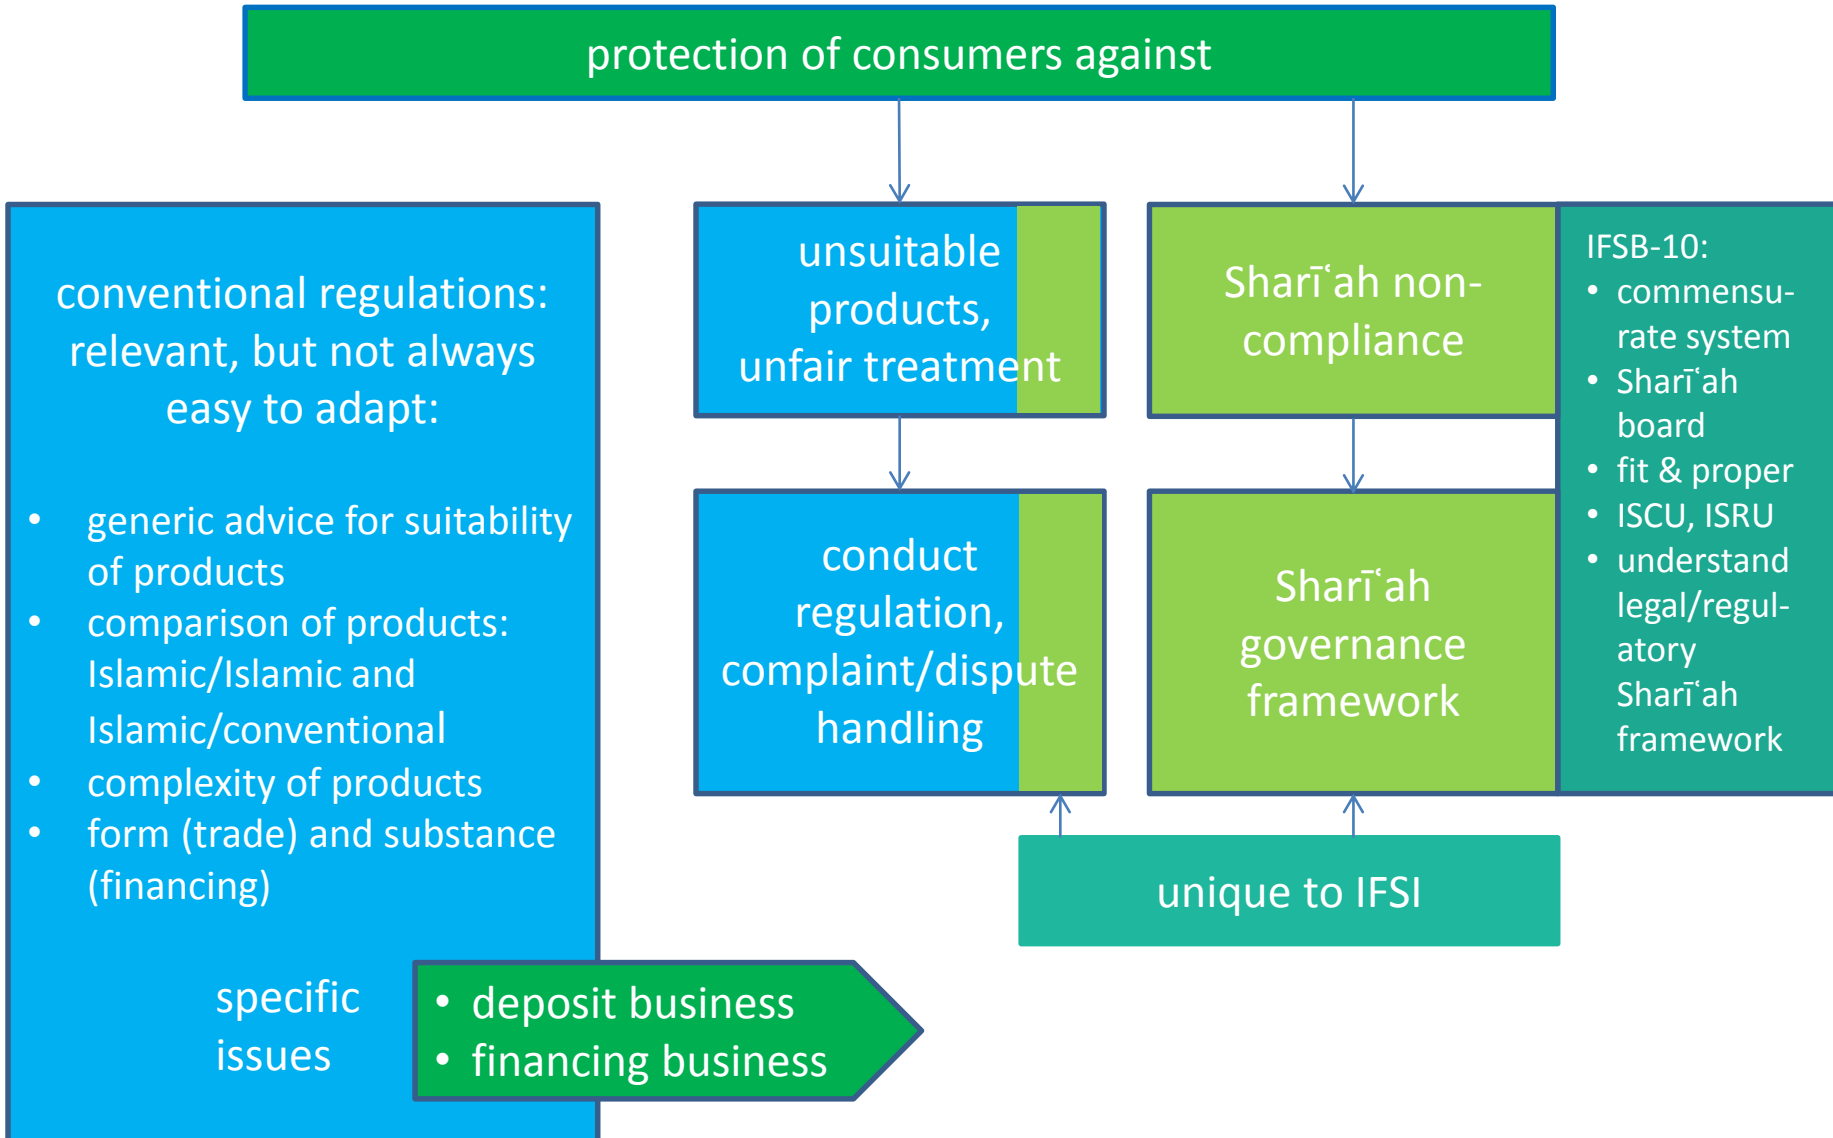 protection of consumers against
conventional regulations:
relevant, but not always
easy to adapt:
• generic advice for suitability
of products
• comparison of products:
Islamic/Islamic and
Islamic/conventional
• complexity of products
• form (trade) and substance
(financing)
specific
issues
• deposit business
• financing business
unsuitable
products,
unfair treatment
conduct
regulation,
complaint/dispute
handling
Sharīʿah non-
compliance
Sharīʿah
governance
framework
unique to IFSI
IFSB-10:
• commensu-
rate system
• Sharīʿah
board
• fit & proper
• ISCU, ISRU
• understand
legal/regul-
atory
Sharīʿah
framework